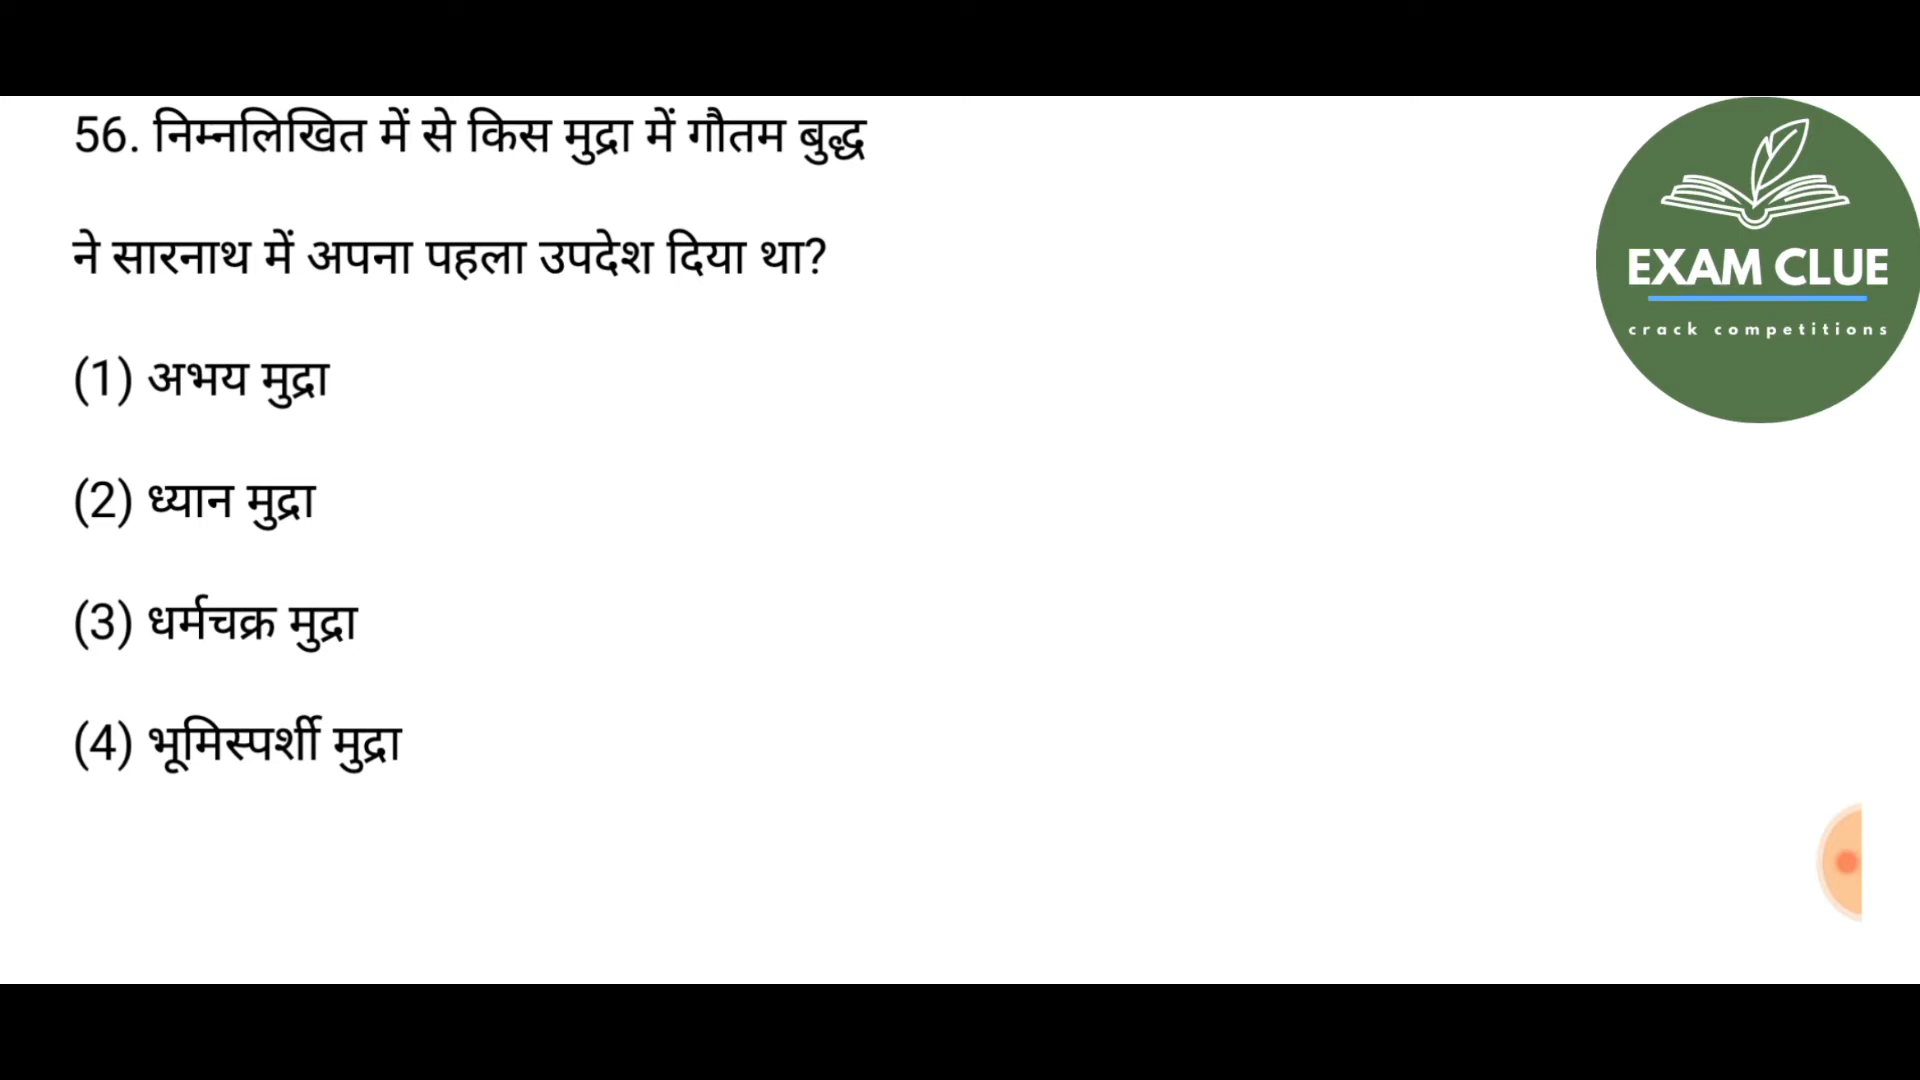 56. निम्नलिखित में से किस मुद्रा में गौतम बुद्ध
ने सारनाथ में अपना पहला उपदेश दिया था?
(1) अभय मुद्रा
(2) ध्यान मुद्रा
(3) धर्मचक्र मुद्रा
(4) भूमिस्पर्शी मुद्रा
EXAM CLUE
crack competitions